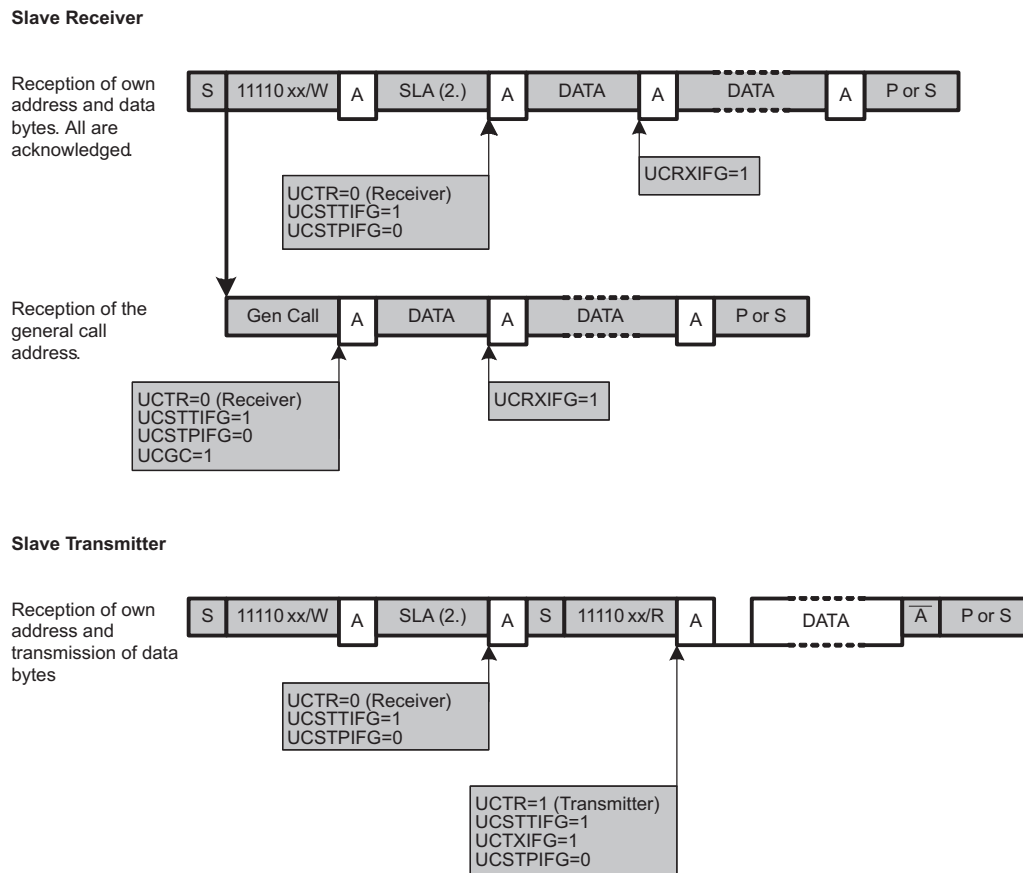 Slave Receiver
Reception of own
address and data
bytes. All are
acknowledged.
S 11110 xx/W A SLA (2.) A DATA A DATA A P or S
UCTR=0 (Receiver)
UCSTTIFG=1
UCSTPIFG=0
UCRXIFG=1
Reception of the
general call
address.
Gen Call A DATA A DATA A P or S
UCTR=0 (Receiver)
UCSTTIFG=1
UCSTPIFG=0
UCGC=1
UCRXIFG=1
Slave Transmitter
Reception of own
address and
transmission of data
bytes
S 11110 xx/W A SLA (2.) A S 11110 xx/R A DATA A̅ P or S
UCTR=0 (Receiver)
UCSTTIFG=1
UCSTPIFG=0
UCTR=1 (Transmitter)
UCSTTIFG=1
UCTXIFG=1
UCSTPIFG=0